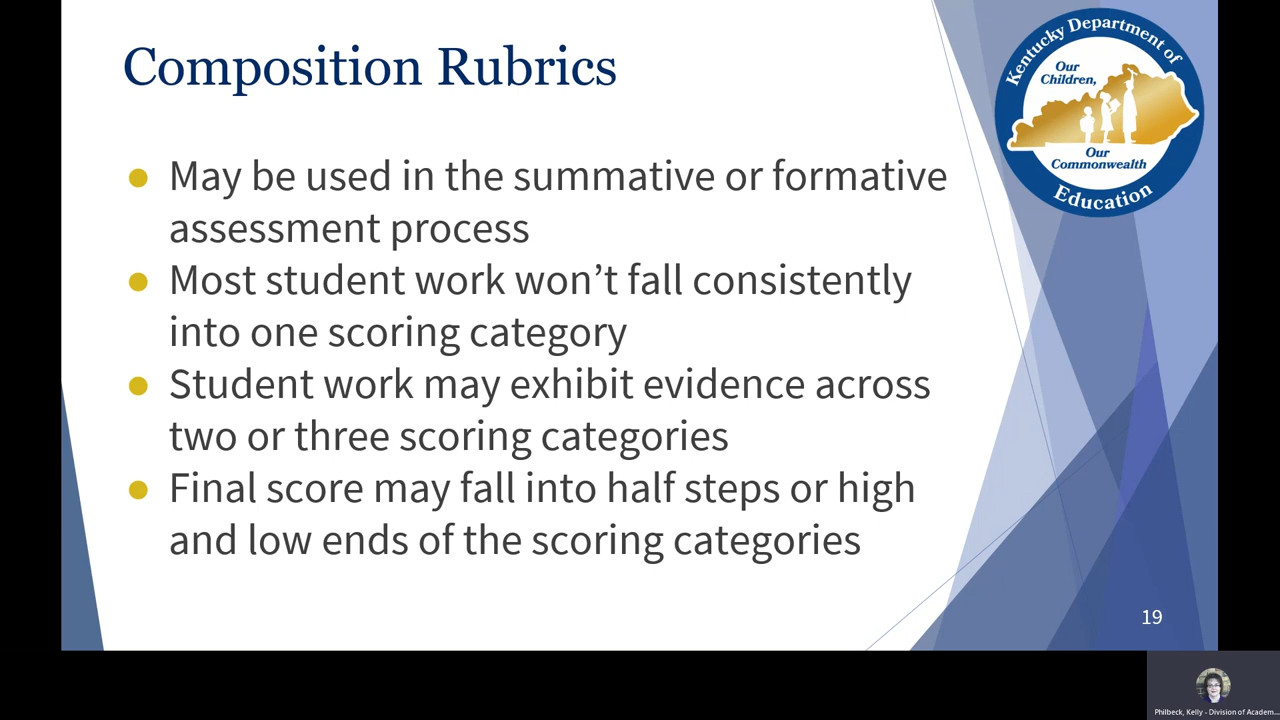 Composition Rubrics
Kentucky Department of
Our
Children,
Our
Commonwealth
Education
● May be used in the summative or formative
assessment process
● Most student work won’t fall consistently
into one scoring category
● Student work may exhibit evidence across
two or three scoring categories
● Final score may fall into half steps or high
and low ends of the scoring categories
19
Philbeck, Kelly - Division of Academ...